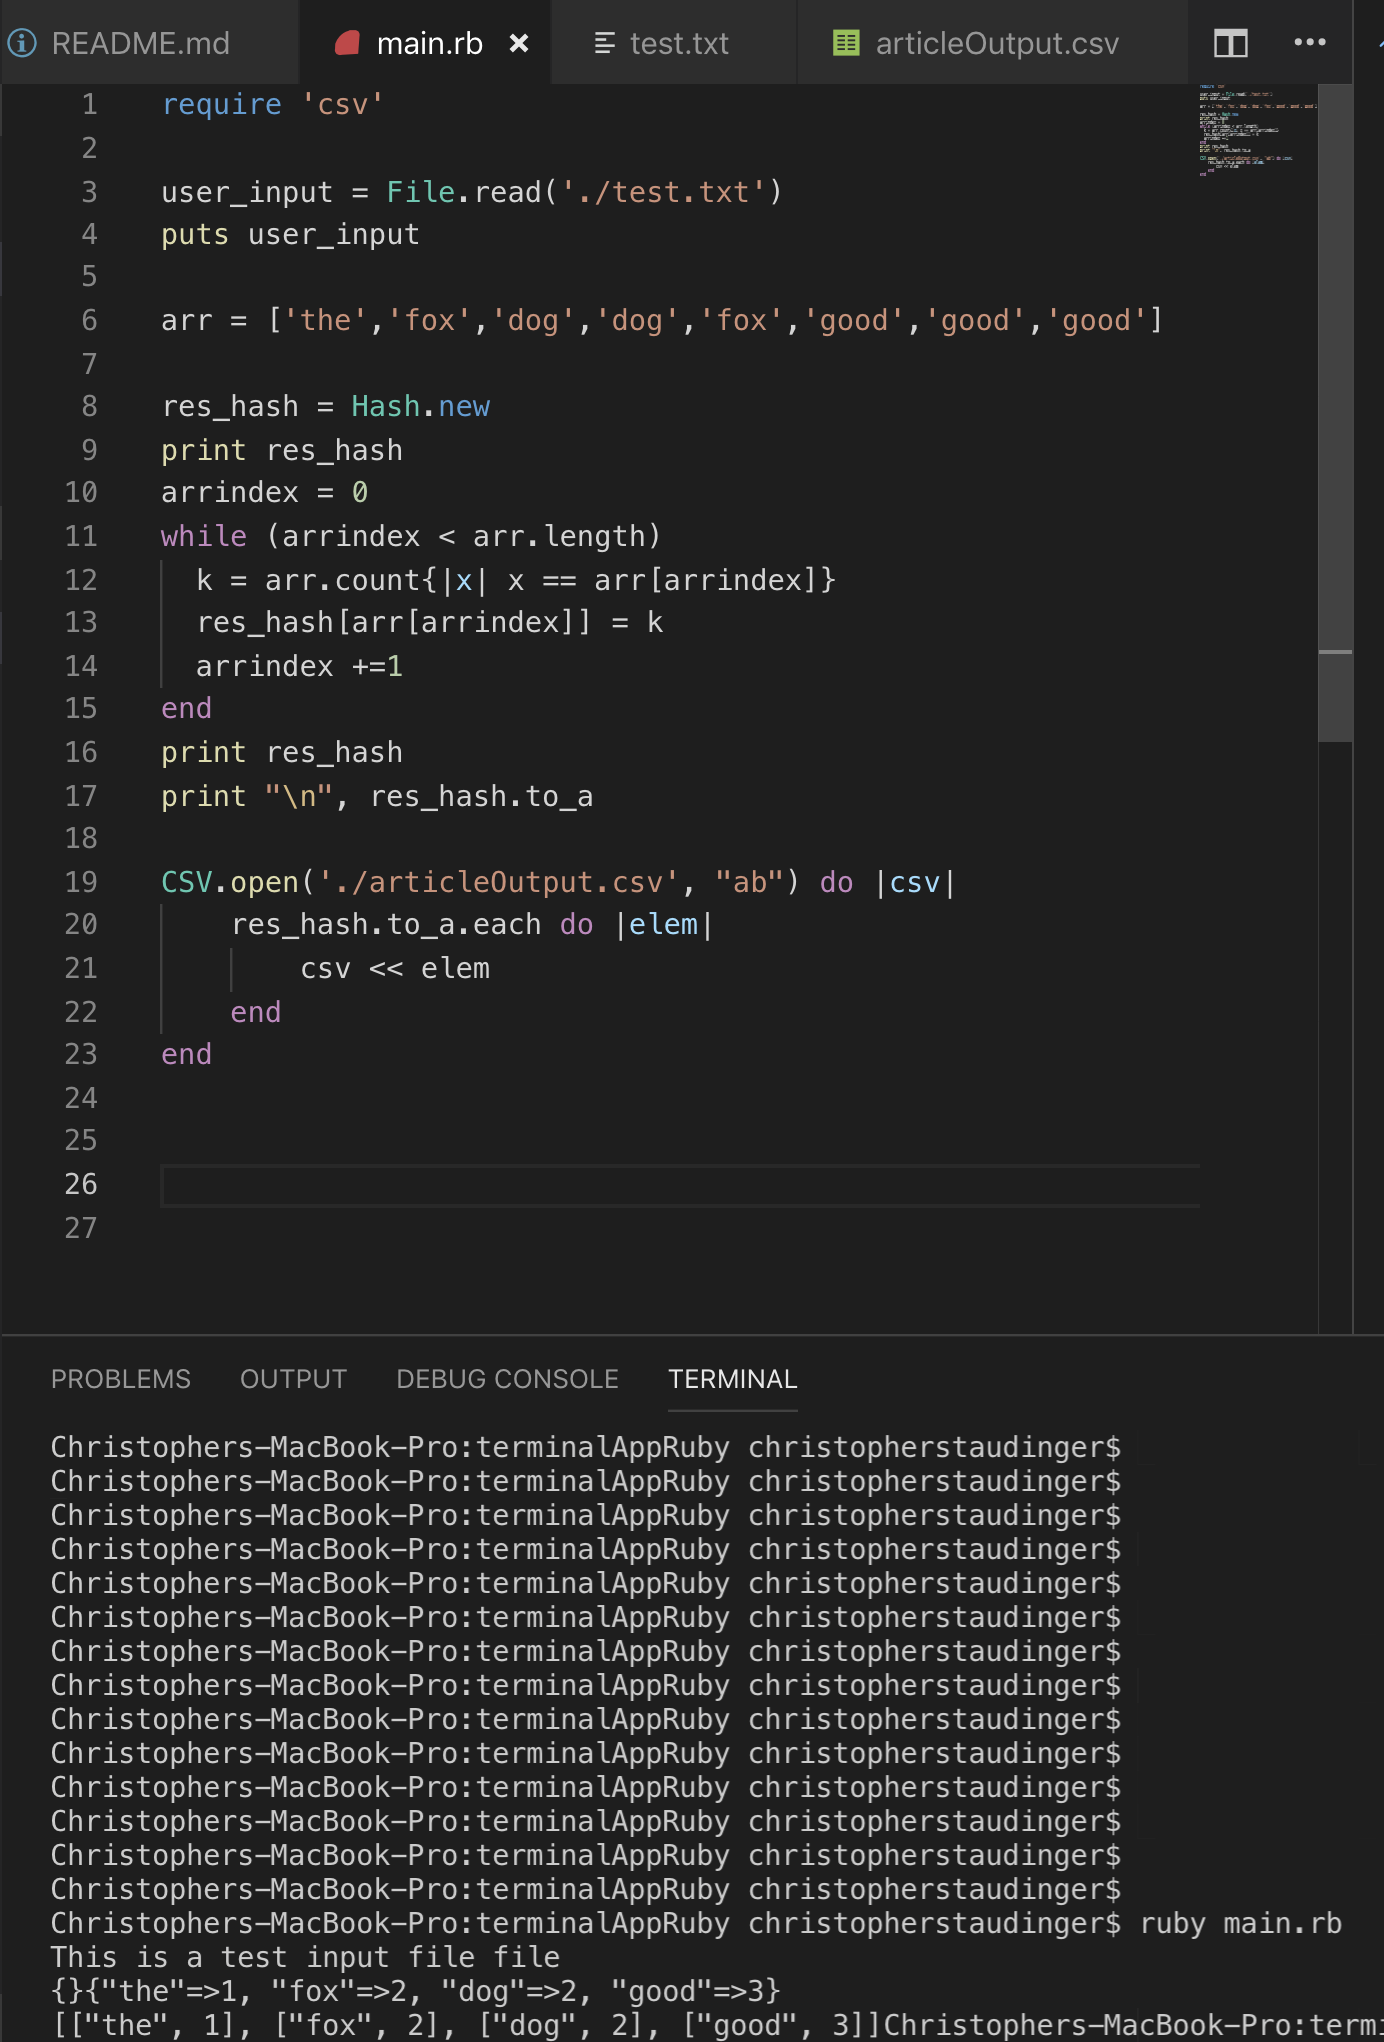 README.md main.rb × test.txt articleOutput.csv
1 require 'csv'
2
3 user_input = File.read('./test.txt')
4 puts user_input
5
6 arr = ['the','fox','dog','dog','fox','good','good','good']
7
8 res_hash = Hash.new
9 print res_hash
10 arrindex = 0
11 while (arrindex < arr.length)
12 k = arr.count{|x| x == arr[arrindex]}
13 res_hash[arr[arrindex]] = k
14 arrindex +=1
15 end
16 print res_hash
17 print "\n", res_hash.to_a
18
19 CSV.open('./articleOutput.csv', "ab") do |csv|
20 res_hash.to_a.each do |elem|
21 csv << elem
22 end
23 end
24
25
26
27
PROBLEMS OUTPUT DEBUG CONSOLE TERMINAL
Christophers-MacBook-Pro:terminalAppRuby christopherstaudinger$
Christophers-MacBook-Pro:terminalAppRuby christopherstaudinger$
Christophers-MacBook-Pro:terminalAppRuby christopherstaudinger$
Christophers-MacBook-Pro:terminalAppRuby christopherstaudinger$
Christophers-MacBook-Pro:terminalAppRuby christopherstaudinger$
Christophers-MacBook-Pro:terminalAppRuby christopherstaudinger$
Christophers-MacBook-Pro:terminalAppRuby christopherstaudinger$
Christophers-MacBook-Pro:terminalAppRuby christopherstaudinger$
Christophers-MacBook-Pro:terminalAppRuby christopherstaudinger$
Christophers-MacBook-Pro:terminalAppRuby christopherstaudinger$
Christophers-MacBook-Pro:terminalAppRuby christopherstaudinger$
Christophers-MacBook-Pro:terminalAppRuby christopherstaudinger$
Christophers-MacBook-Pro:terminalAppRuby christopherstaudinger$
Christophers-MacBook-Pro:terminalAppRuby christopherstaudinger$
Christophers-MacBook-Pro:terminalAppRuby christopherstaudinger$ ruby main.rb
This is a test input file file
{}{"the"=>1, "fox"=>2, "dog"=>2, "good"=>3}
[["the", 1], ["fox", 2], ["dog", 2], ["good", 3]]Christophers-MacBook-Pro:termi